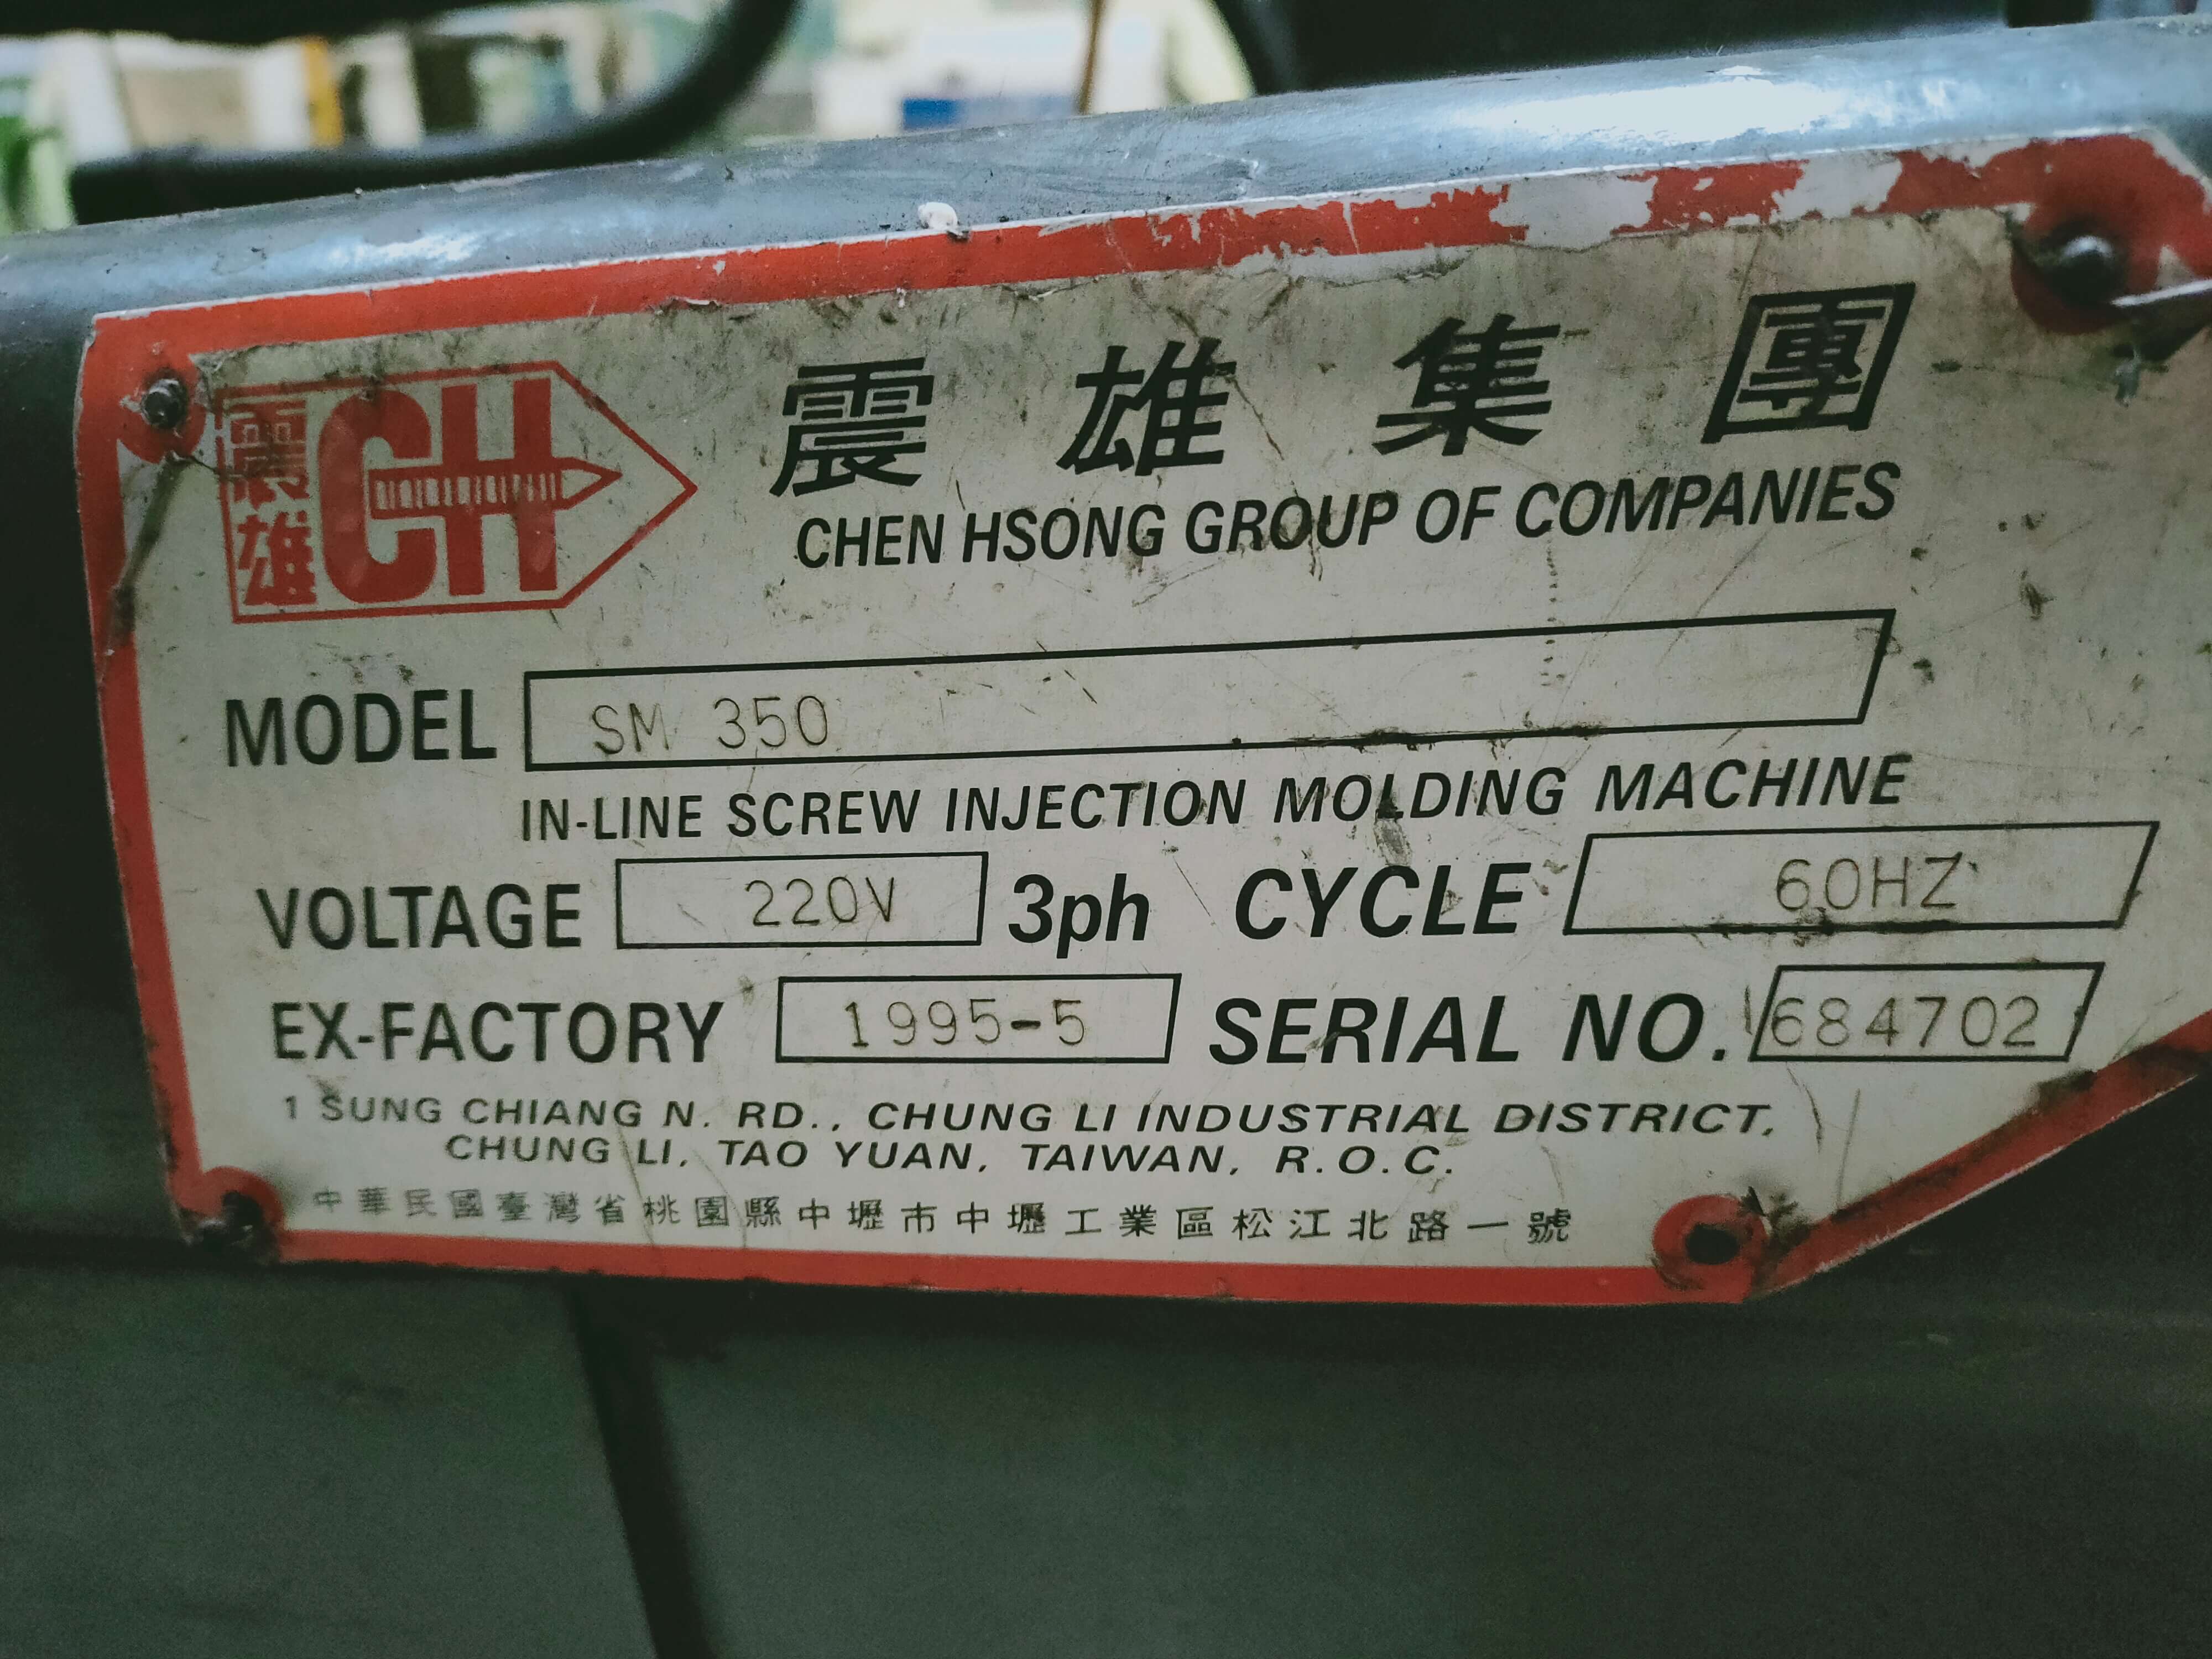 震雄 CH
震雄集團
CHEN HSONG GROUP OF COMPANIES
MODEL SM 350
IN-LINE SCREW INJECTION MOLDING MACHINE
VOLTAGE 220V 3ph CYCLE 60HZ
EX-FACTORY 1995-5 SERIAL NO. 684702
1 SUNG CHIANG N. RD., CHUNG LI INDUSTRIAL DISTRICT,
CHUNG LI, TAO YUAN, TAIWAN, R.O.C.
中華民國臺灣省桃園縣中壢市中壢工業區松江北路一號